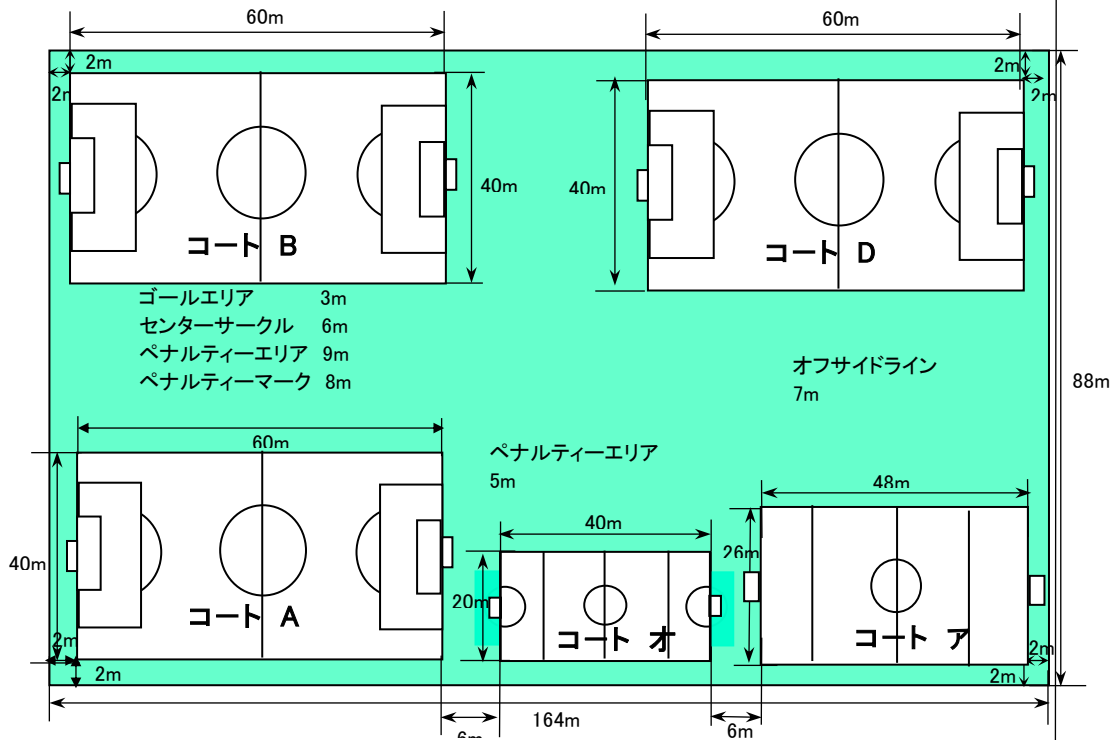 60m
60m
2m
2m
2m
2m
40m
40m
コート B
コート D
ゴールエリア 3m
センターサークル 6m
ペナルティーエリア 9m
ペナルティーマーク 8m
オフサイドライン
7m
88m
60m
ペナルティーエリア
5m
48m
40m
26m
40m
20m
コート A
コート オ
コート ア
2m
2m
2m
2m
164m
6m
6m